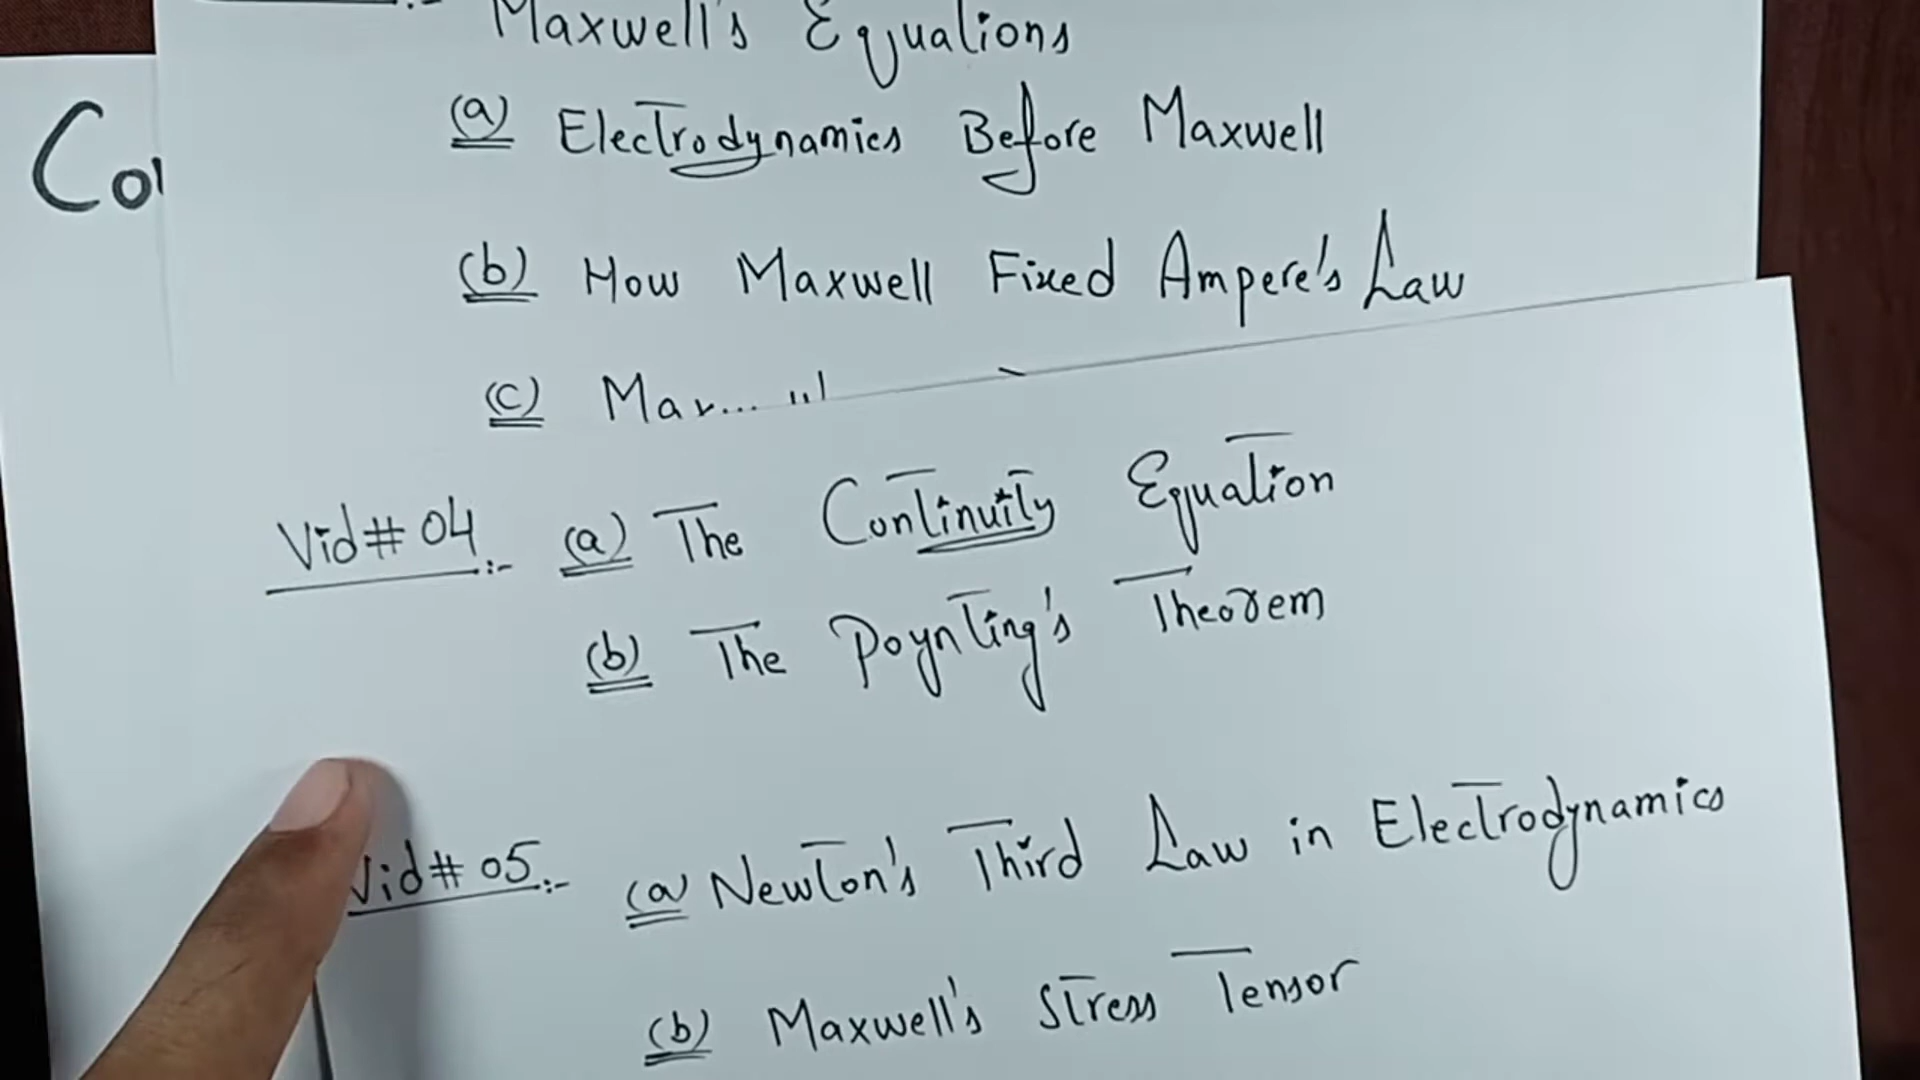 Maxwell's Equations
(a) Electrodynamics Before Maxwell
(b) How Maxwell Fixed Ampere's Law
(c)
Vid# 04 :- (a) The Continuity Equation
(b) The Poynting's Theorem
Vid# 05 :- (a) Newton's Third Law in Electrodynamics
(b) Maxwell's Stress Tensor